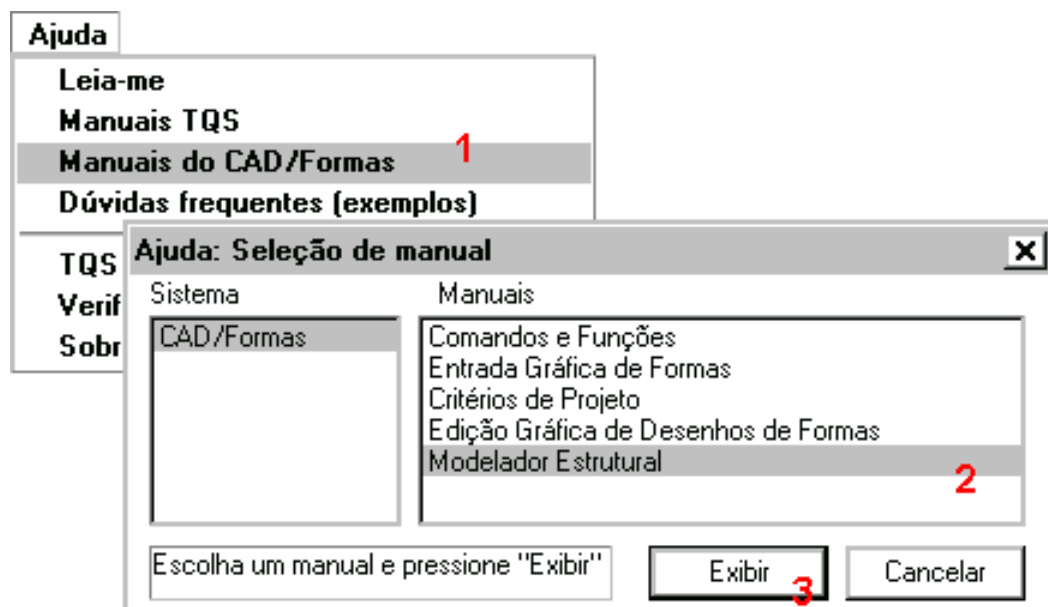 Ajuda
Leia-me
Manuais TQS
Manuais do CAD/Formas 1
Dúvidas frequentes (exemplos)
TQS
Verif
Sobr
Ajuda: Seleção de manual
Sistema Manuais
CAD/Formas
Comandos e Funções
Entrada Gráfica de Formas
Critérios de Projeto
Edição Gráfica de Desenhos de Formas
Modelador Estrutural 2
Escolha um manual e pressione "Exibir" Exibir 3 Cancelar